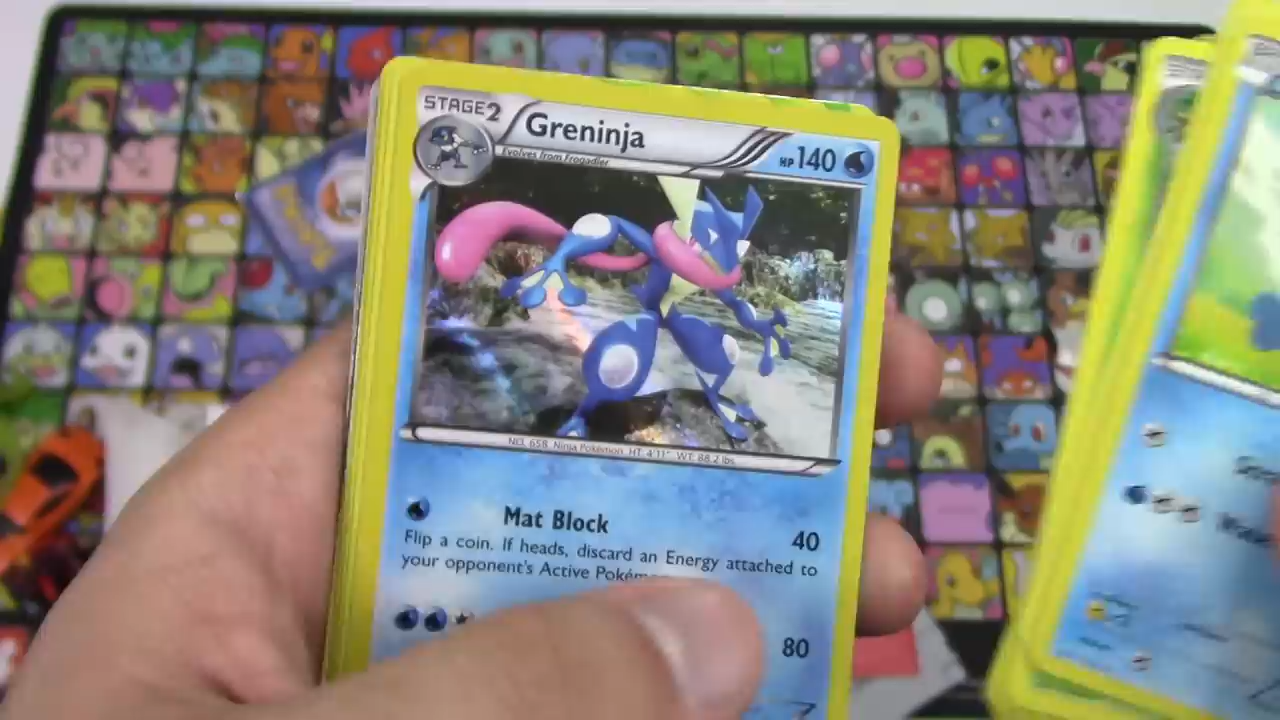 STAGE2
Greninja
HP 140
Evolves from Frogadier
NO. 658 Ninja Pokémon HT: 4'11" WT: 88.2 lbs.
Mat Block 40
Flip a coin. If heads, discard an Energy attached to
your opponent's Active
80